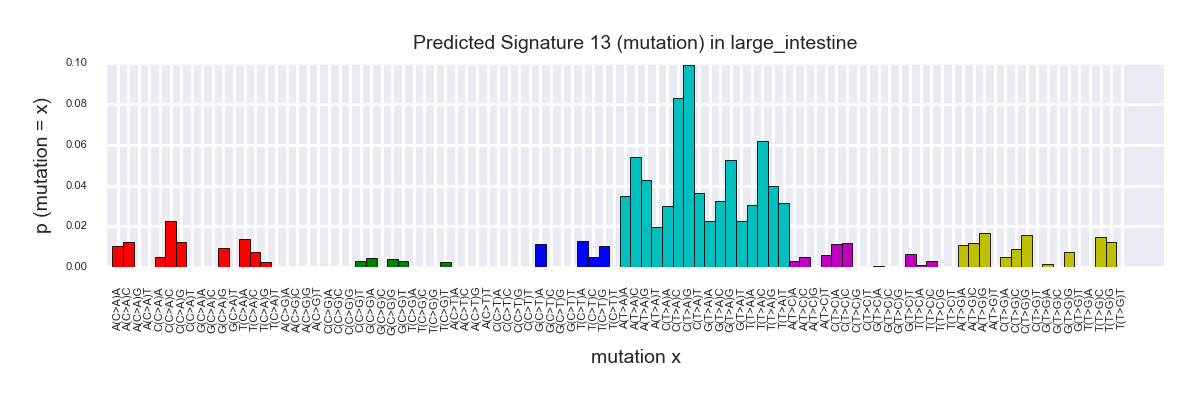 Predicted Signature 13 (mutation) in large_intestine
p (mutation = x)
0.10
0.08
0.06
0.04
0.02
0.00
A(C>A)A
A(C>A)C
A(C>A)G
A(C>A)T
C(C>A)A
C(C>A)C
C(C>A)G
C(C>A)T
G(C>A)A
G(C>A)C
G(C>A)G
G(C>A)T
T(C>A)A
T(C>A)C
T(C>A)G
T(C>A)T
A(C>G)A
A(C>G)C
A(C>G)G
A(C>G)T
C(C>G)A
C(C>G)C
C(C>G)G
C(C>G)T
G(C>G)A
G(C>G)C
G(C>G)G
G(C>G)T
T(C>G)A
T(C>G)C
T(C>G)G
T(C>G)T
A(C>T)A
A(C>T)C
A(C>T)G
A(C>T)T
C(C>T)A
C(C>T)C
C(C>T)G
C(C>T)T
G(C>T)A
G(C>T)C
G(C>T)G
G(C>T)T
T(C>T)A
T(C>T)C
T(C>T)G
T(C>T)T
A(T>A)A
A(T>A)C
A(T>A)G
A(T>A)T
C(T>A)A
C(T>A)C
C(T>A)G
C(T>A)T
G(T>A)A
G(T>A)C
G(T>A)G
G(T>A)T
T(T>A)A
T(T>A)C
T(T>A)G
T(T>A)T
A(T>C)A
A(T>C)C
A(T>C)G
A(T>C)T
C(T>C)A
C(T>C)C
C(T>C)G
C(T>C)T
G(T>C)A
G(T>C)C
G(T>C)G
G(T>C)T
T(T>C)A
T(T>C)C
T(T>C)G
T(T>C)T
A(T>G)A
A(T>G)C
A(T>G)G
A(T>G)T
C(T>G)A
C(T>G)C
C(T>G)G
C(T>G)T
G(T>G)A
G(T>G)C
G(T>G)G
G(T>G)T
T(T>G)A
T(T>G)C
T(T>G)G
T(T>G)T
mutation x